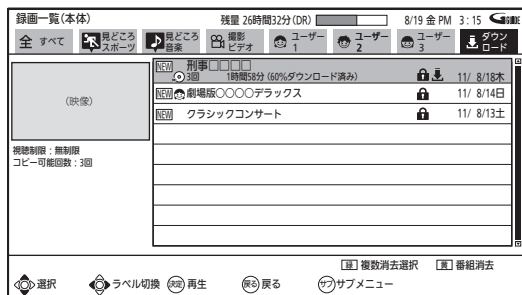 録画一覧(本体) 残量 26時間32分(DR) 8/19 金 PM 3:15 G-GUIDE
全 すべて 見どころスポーツ 見どころ音楽 撮影ビデオ ユーザー1 ユーザー2 ユーザー3 ダウンロード
NEW 刑事□□□□
3回 1時間58分 (60%ダウンロード済み) 11/ 8/18木
NEW 劇場版○○○○デラックス 11/ 8/14日
NEW クラシックコンサート 11/ 8/13土
(映像)
視聴制限：無制限
コピー可能回数：3回
緑 複数消去選択 黄 番組消去
選択 ラベル切換 決定 再生 戻る 戻る サブ サブメニュー